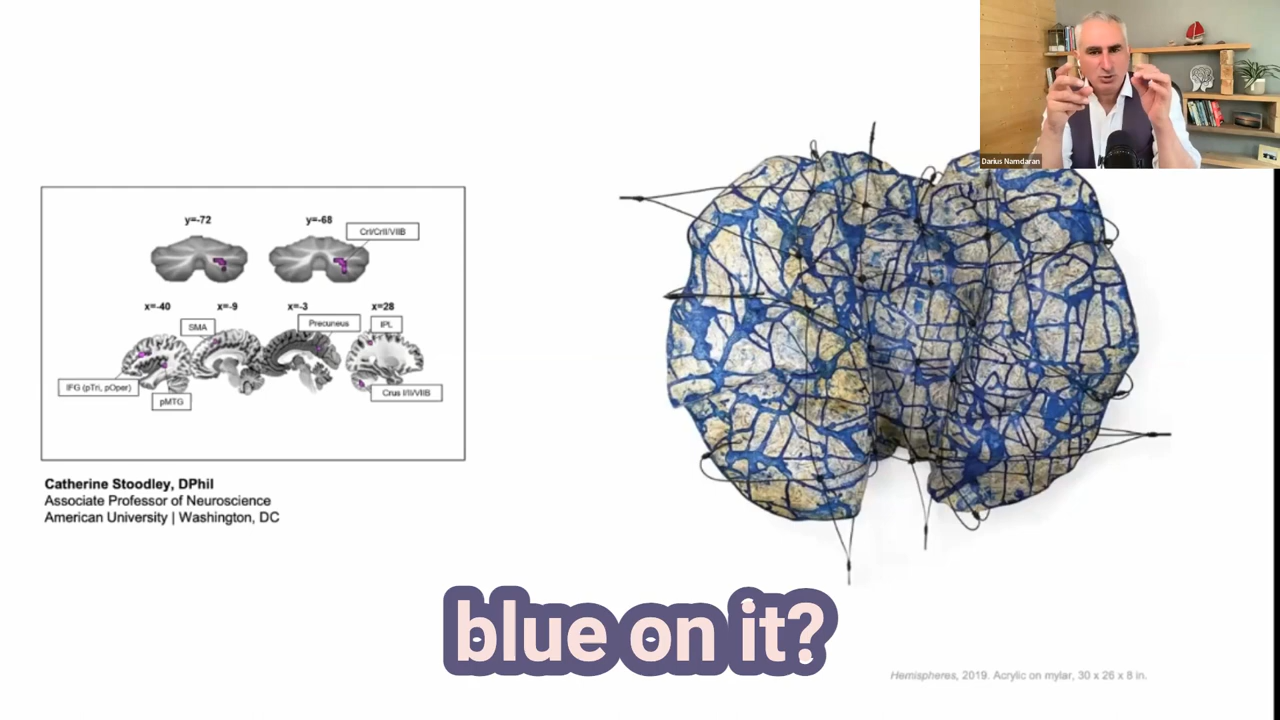 Darius Namdaran
y=-72
y=-68
CrI/CrII/VIIB
x=-40
x=-9
x=-3
x=28
SMA
Precuneus
IPL
IFG (pTri, pOper)
pMTG
Crus I/II/VIIB
Catherine Stoodley, DPhil
Associate Professor of Neuroscience
American University | Washington, DC
blue on it?
Hemispheres, 2019. Acrylic on mylar, 30 x 26 x 8 in.